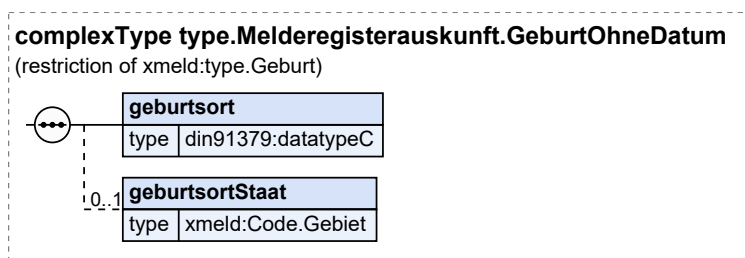 complexType type.Melderegisterauskunft.GeburtOhneDatum
(restriction of xmeld:type.Geburt)
geburtsort
type din91379:datatypeC
0..1 geburtsortStaat
type xmeld:Code.Gebiet